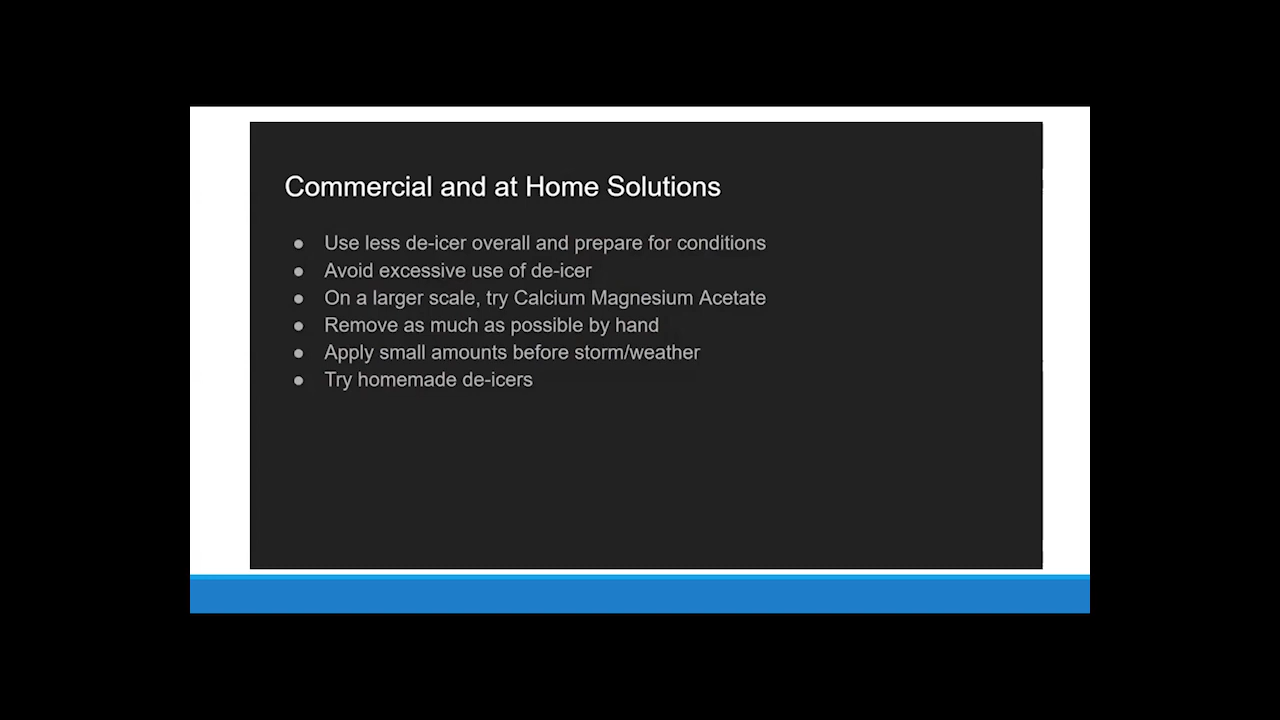 Commercial and at Home Solutions
● Use less de-icer overall and prepare for conditions
● Avoid excessive use of de-icer
● On a larger scale, try Calcium Magnesium Acetate
● Remove as much as possible by hand
● Apply small amounts before storm/weather
● Try homemade de-icers